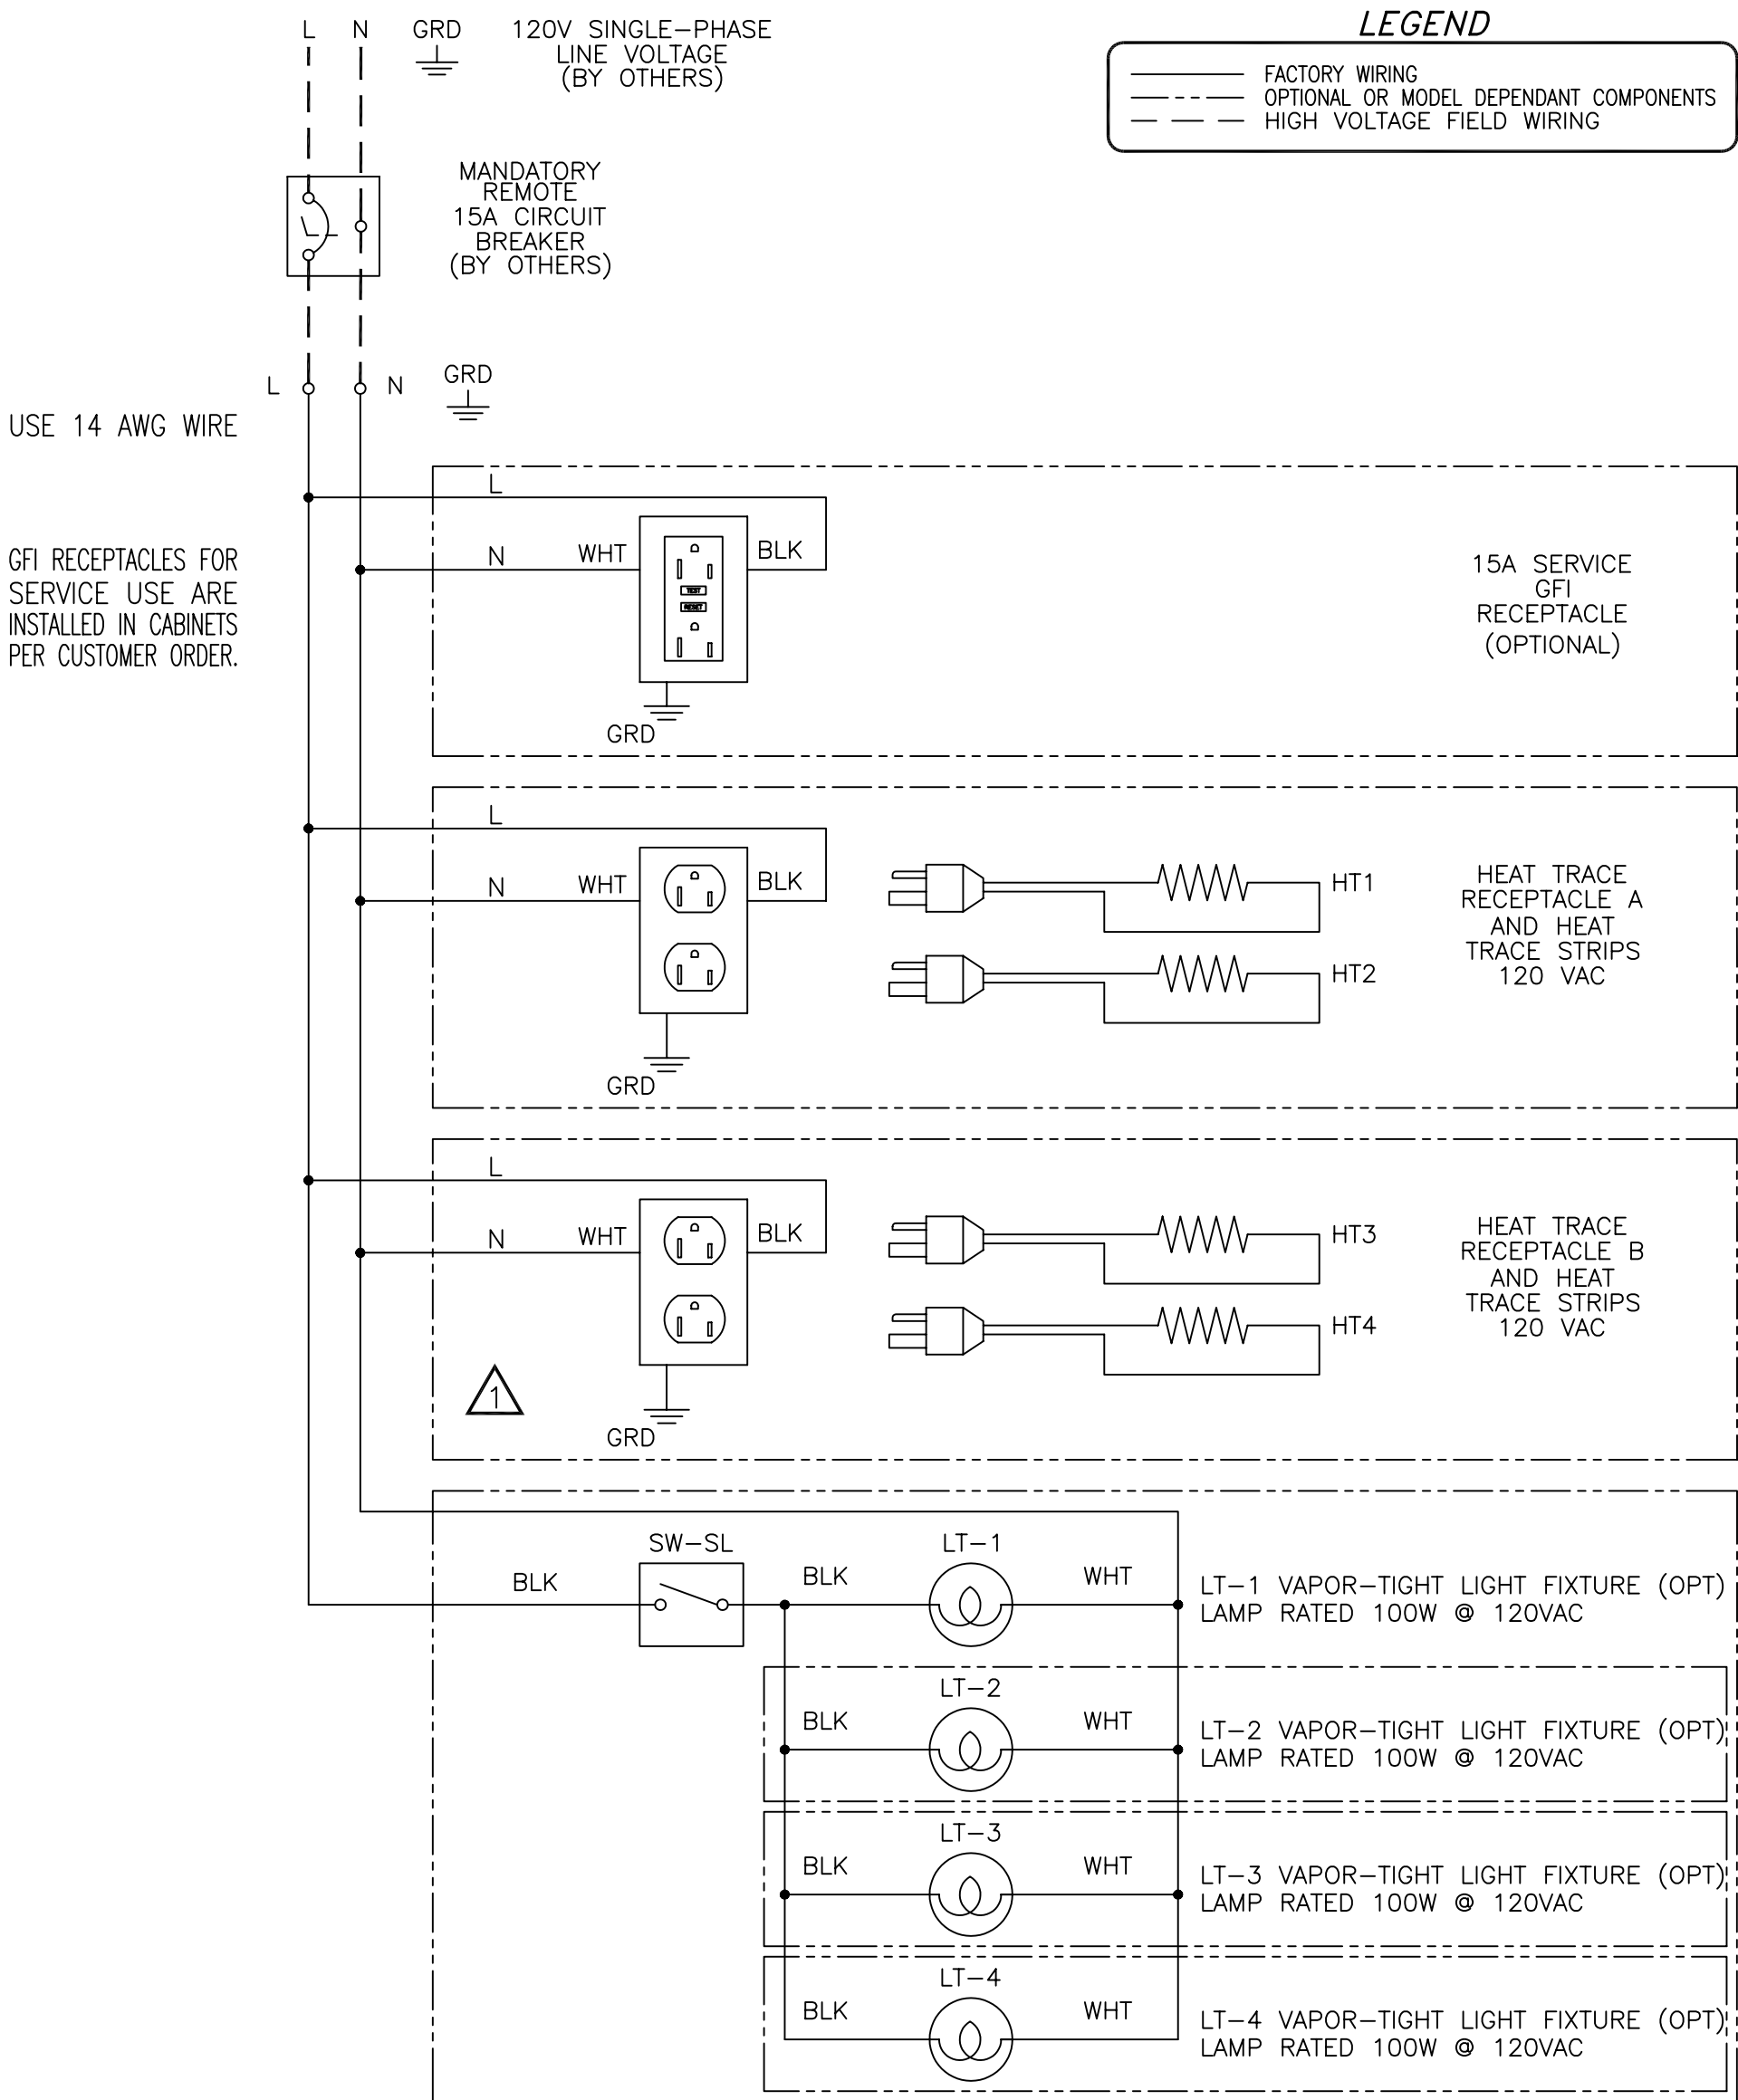 L N GRD 120V SINGLE-PHASE
LINE VOLTAGE
(BY OTHERS)
LEGEND
FACTORY WIRING
OPTIONAL OR MODEL DEPENDANT COMPONENTS
HIGH VOLTAGE FIELD WIRING
MANDATORY
REMOTE
15A CIRCUIT
BREAKER
(BY OTHERS)
L N GRD
USE 14 AWG WIRE
GFI RECEPTACLES FOR
SERVICE USE ARE
INSTALLED IN CABINETS
PER CUSTOMER ORDER.
L
N WHT BLK
TEST
RESET
GRD
15A SERVICE
GFI
RECEPTACLE
(OPTIONAL)
L
N WHT BLK
GRD
HT1
HT2
HEAT TRACE
RECEPTACLE A
AND HEAT
TRACE STRIPS
120 VAC
L
N WHT BLK
1
GRD
HT3
HT4
HEAT TRACE
RECEPTACLE B
AND HEAT
TRACE STRIPS
120 VAC
SW-SL LT-1
BLK BLK WHT
LT-1 VAPOR-TIGHT LIGHT FIXTURE (OPT)
LAMP RATED 100W @ 120VAC
LT-2
BLK WHT
LT-2 VAPOR-TIGHT LIGHT FIXTURE (OPT)
LAMP RATED 100W @ 120VAC
LT-3
BLK WHT
LT-3 VAPOR-TIGHT LIGHT FIXTURE (OPT)
LAMP RATED 100W @ 120VAC
LT-4
BLK WHT
LT-4 VAPOR-TIGHT LIGHT FIXTURE (OPT)
LAMP RATED 100W @ 120VAC